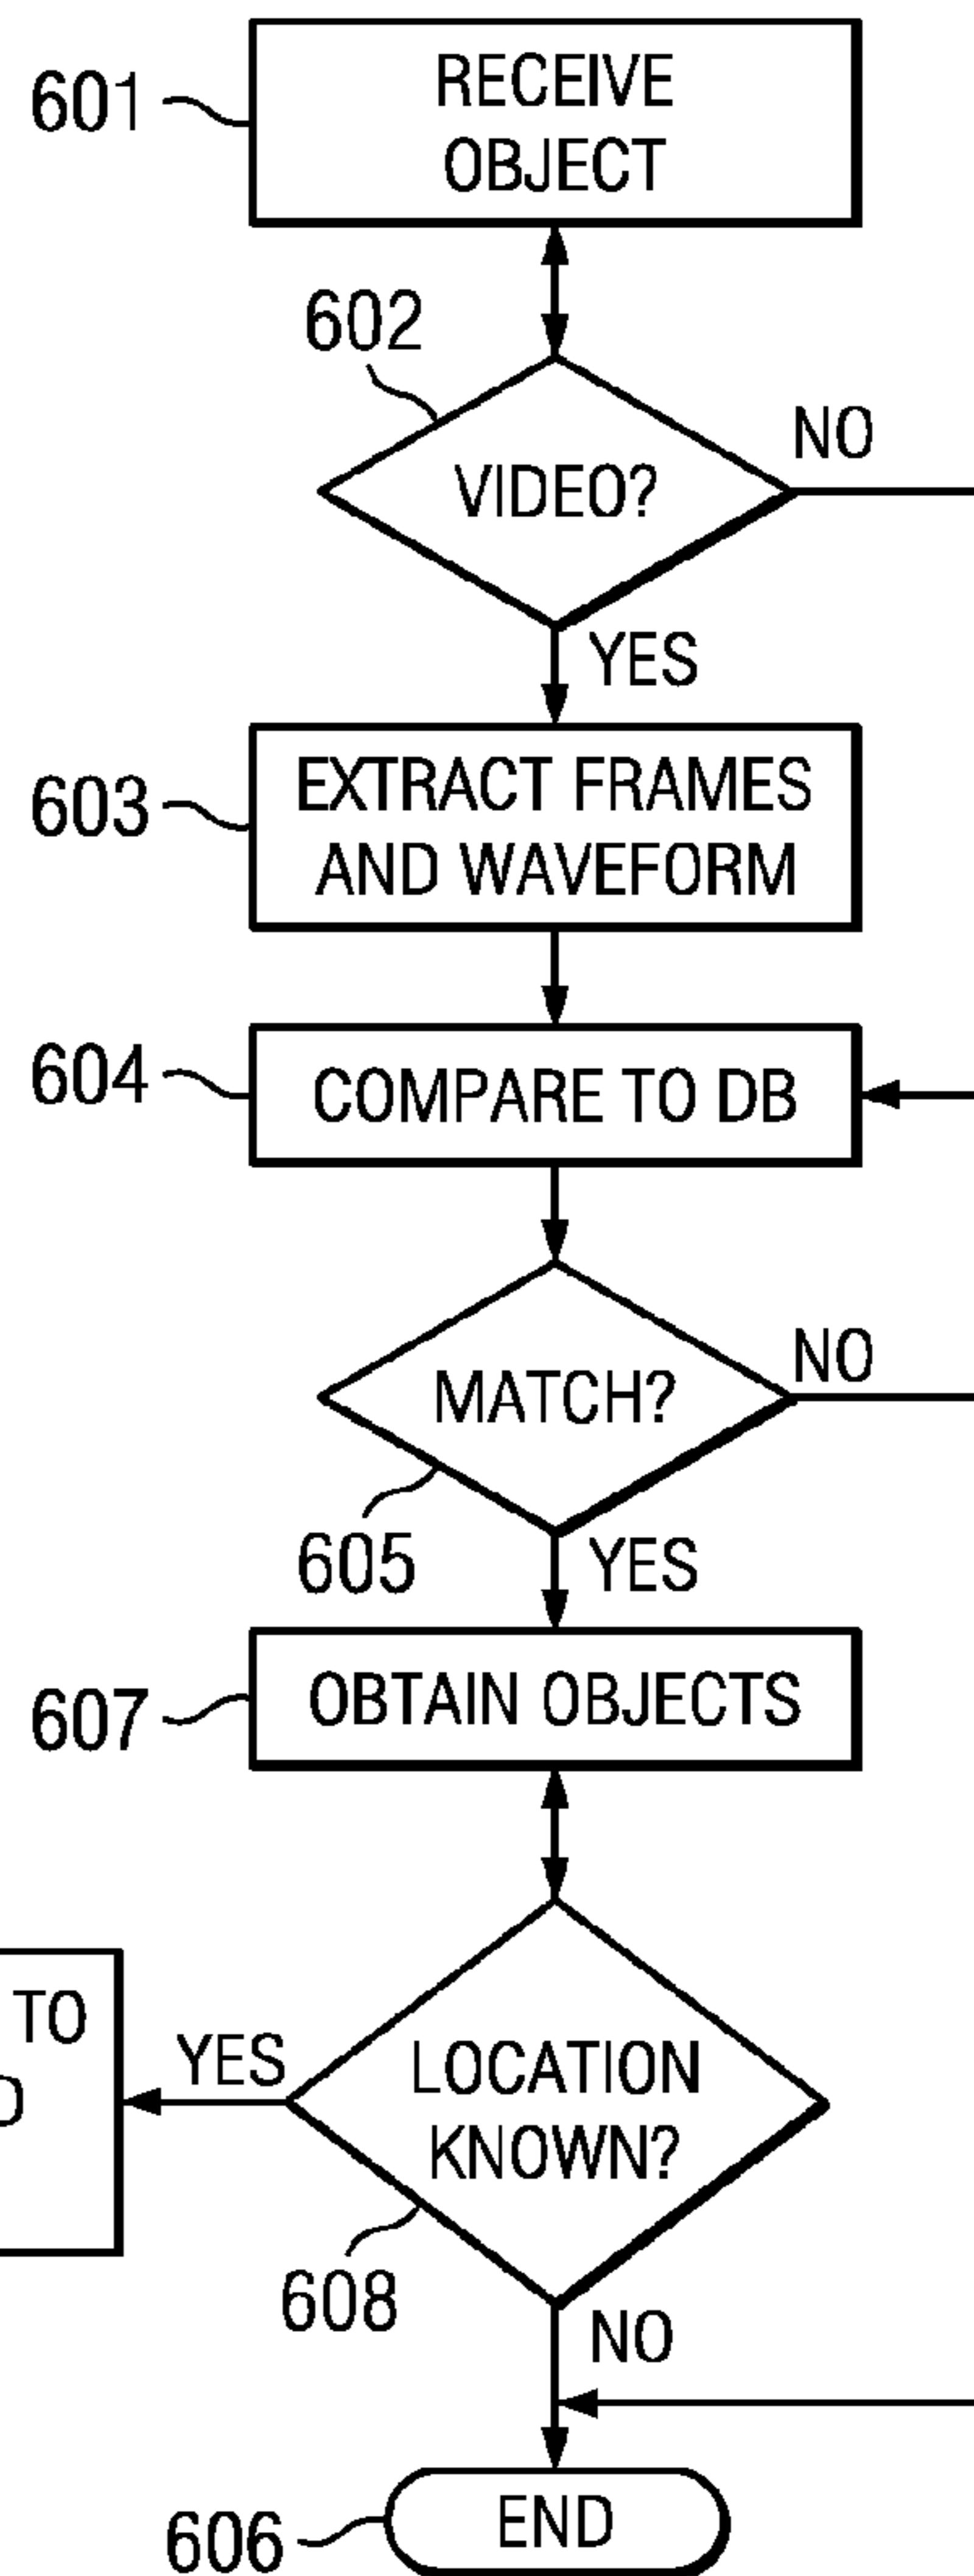 601
RECEIVE
OBJECT
602
VIDEO?
NO
YES
603
EXTRACT FRAMES
AND WAVEFORM
604
COMPARE TO DB
MATCH?
NO
605
YES
607
OBTAIN OBJECTS
TO
YES
LOCATION
KNOWN?
608
NO
606
END